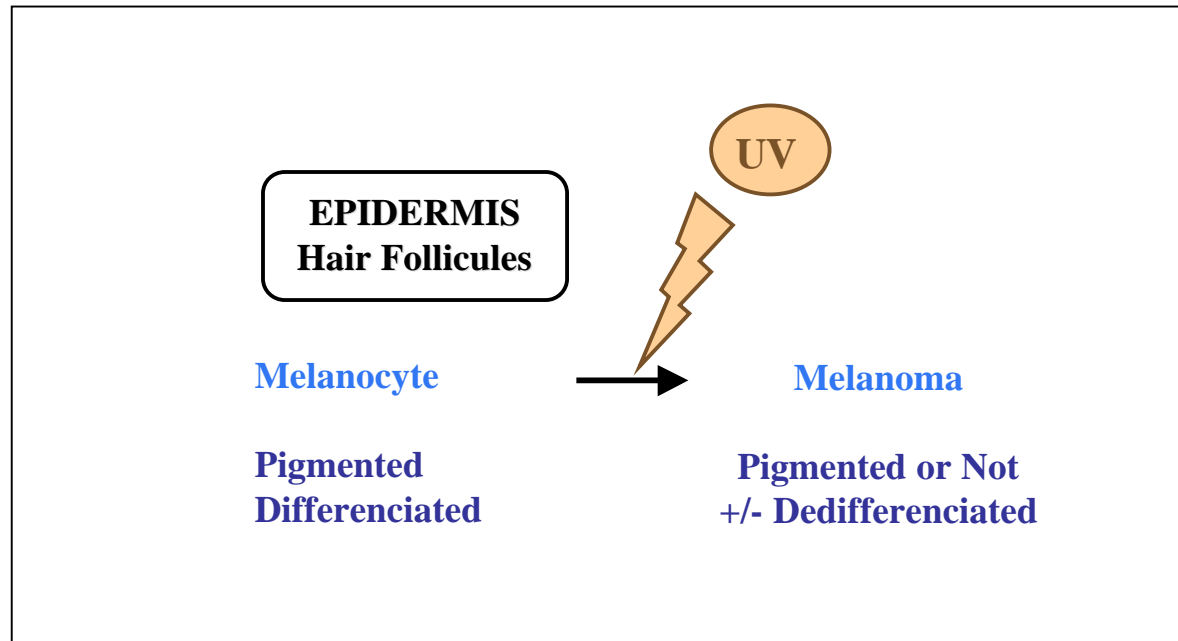 UV
EPIDERMIS
Hair Follicules
Melanocyte
Melanoma
Pigmented
Differenciated
Pigmented or Not
+/- Dedifferenciated